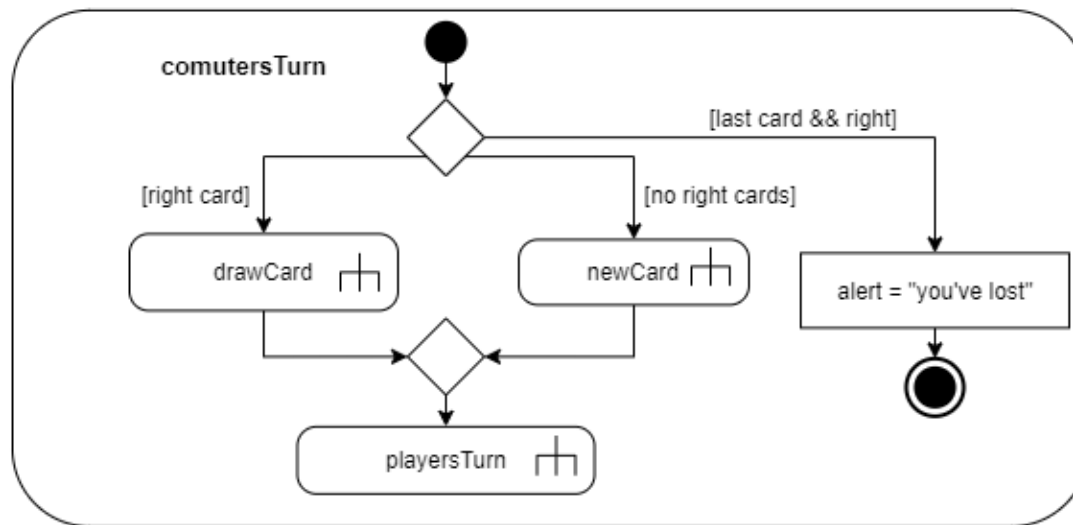 comutersTurn
[last card && right]
[right card]
[no right cards]
drawCard
newCard
alert = "you've lost"
playersTurn